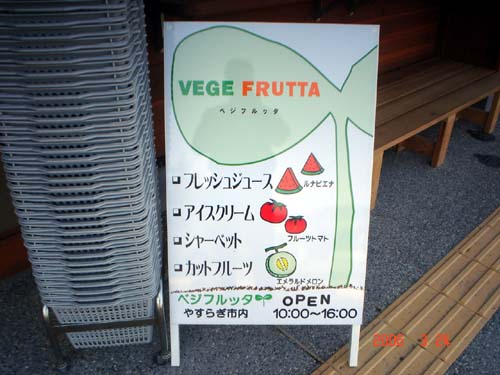 VEGE FRUTTA
ベジフルッタ
フレッシュジュース
ルナピエナ
アイスクリーム
フルーツトマト
シャーベット
カットフルーツ
エメラルドメロン
ベジフルッタ OPEN
やすらぎ市内 10:00～16:00